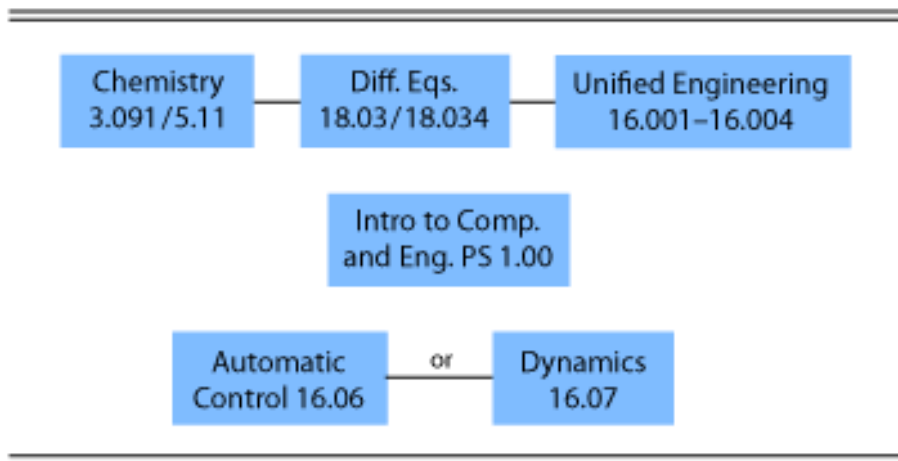 Chemistry
3.091/5.11
Diff. Eqs.
18.03/18.034
Unified Engineering
16.001–16.004
Intro to Comp.
and Eng. PS 1.00
Automatic
Control 16.06
or
Dynamics
16.07